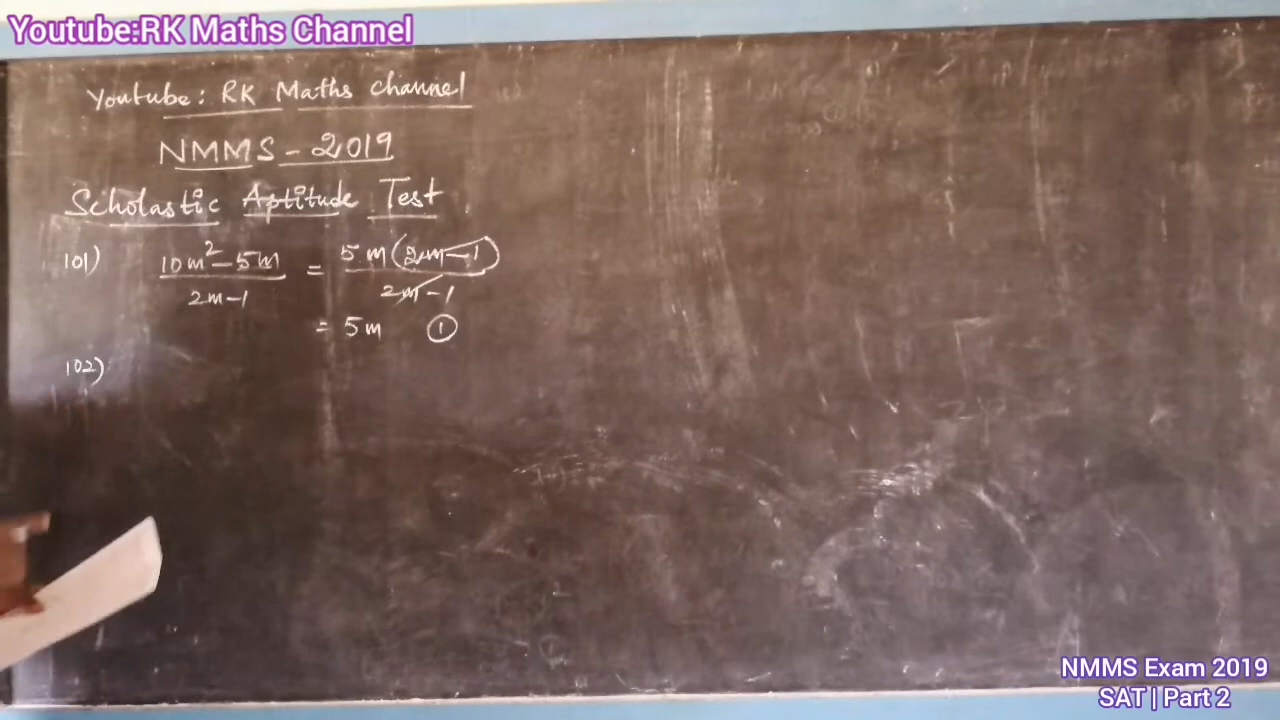 Youtube:RK Maths Channel
Youtube: RK Maths channel
NMMS - 2019
Scholastic Aptitude Test
101) (10m² - 5m)/(2m-1) = 5m(2m-1)/(2m-1)
= 5m ①
102)
NMMS Exam 2019
SAT | Part 2